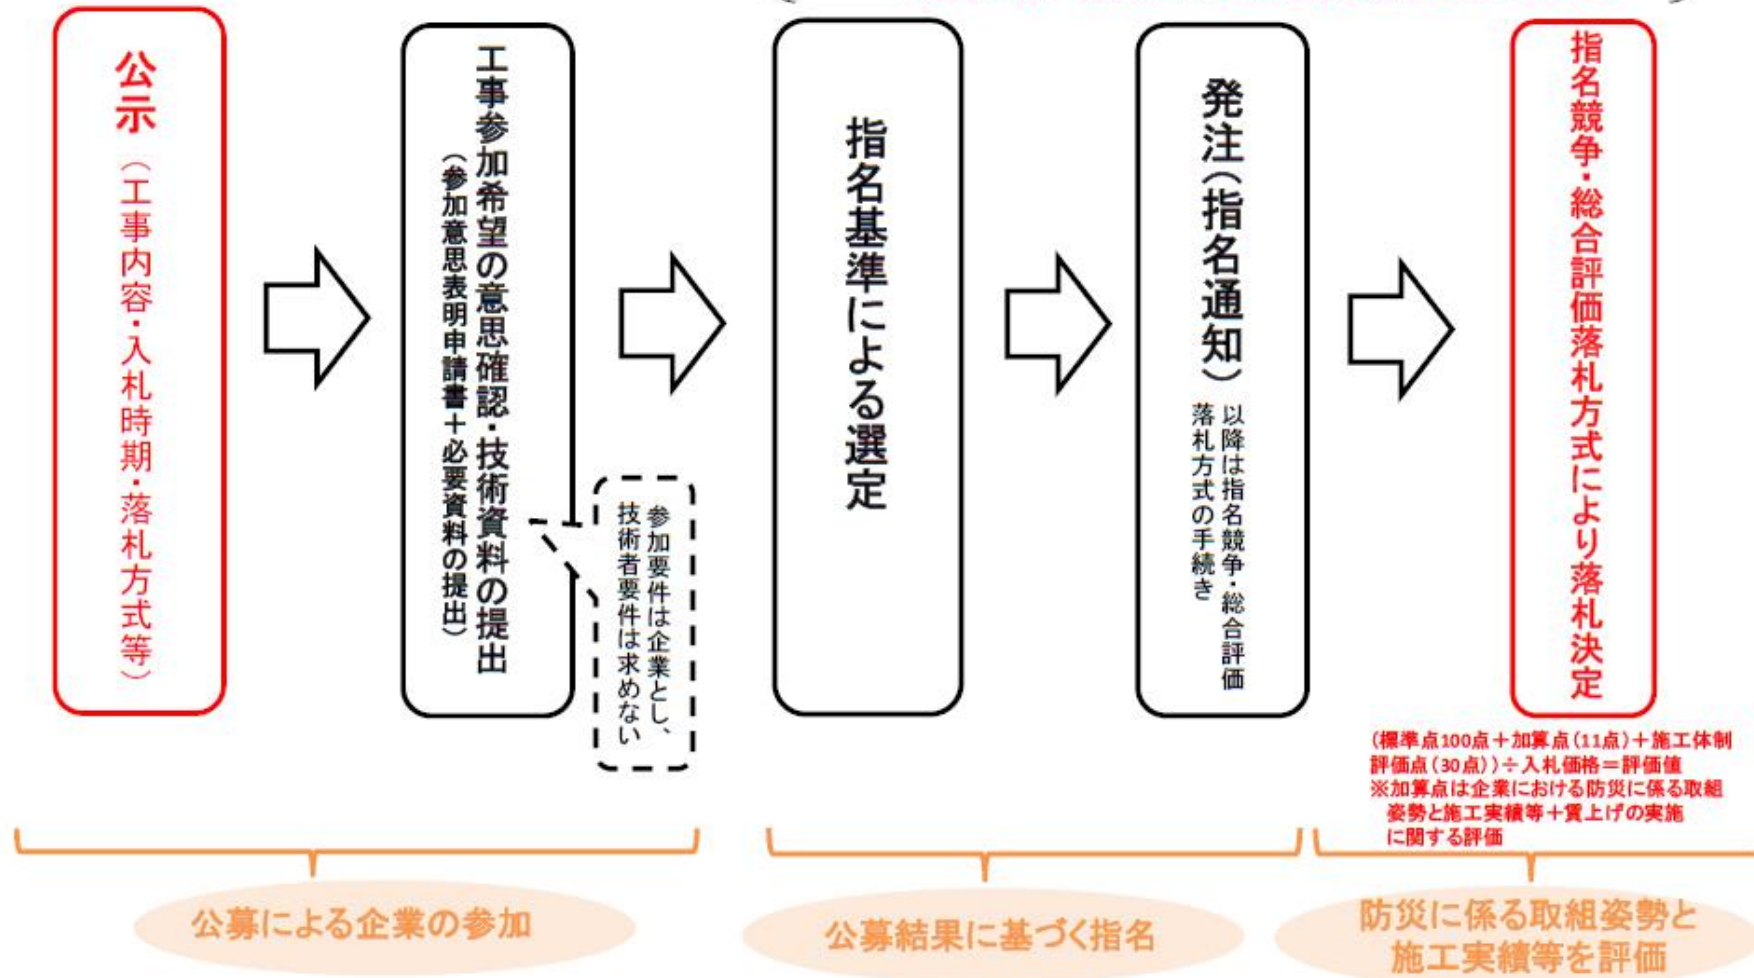 公示（工事内容・入札時期・落札方式等）
工事参加希望の意思確認・技術資料の提出
（参加意思表明申請書＋必要資料の提出）
参加要件は企業とし、
技術者要件は求めない
指名基準による選定
発注（指名通知）
以降は指名競争・総合評価
落札方式の手続き
指名競争・総合評価落札方式により落札決定
（標準点100点＋加算点（11点）＋施工体制
評価点（30点））÷入札価格＝評価値
※加算点は企業における防災に係る取組
姿勢と施工実績等＋賃上げの実施
に関する評価
公募による企業の参加
公募結果に基づく指名
防災に係る取組姿勢と
施工実績等を評価